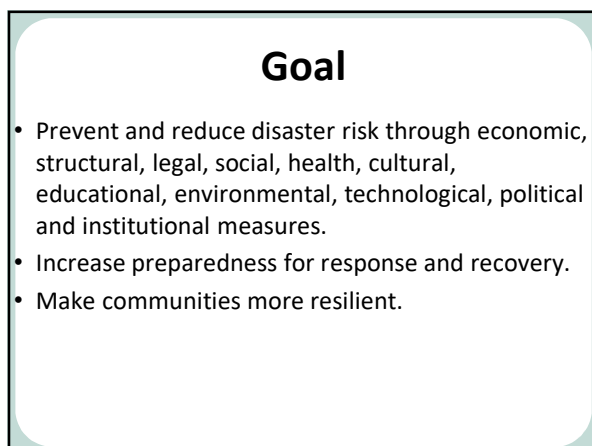 Goal
• Prevent and reduce disaster risk through economic,
structural, legal, social, health, cultural,
educational, environmental, technological, political
and institutional measures.
• Increase preparedness for response and recovery.
• Make communities more resilient.